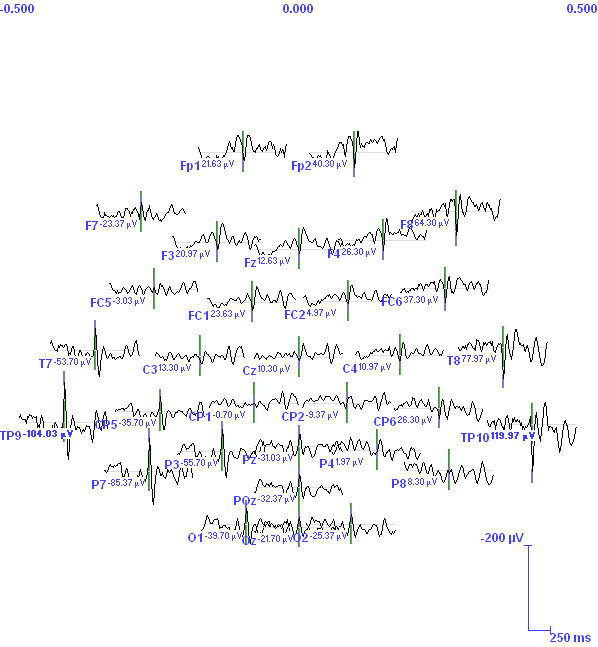 -0.500 0.000 0.500
Fp1 21.63 µV Fp2 40.30 µV
F7 -23.37 µV F3 20.97 µV Fz 12.63 µV F4 26.30 µV F8 64.30 µV
FC5 -3.03 µV FC1 23.63 µV FC2 4.97 µV FC6 37.30 µV
T7 -53.70 µV C3 13.30 µV Cz 10.30 µV C4 10.97 µV T8 77.97 µV
TP9 -104.03 µV CP5 -35.70 µV CP1 -0.70 µV CP2 -9.37 µV CP6 26.30 µV TP10 119.97 µV
P7 -85.37 µV P3 -55.70 µV Pz -31.03 µV P4 1.97 µV P8 8.30 µV
POz -32.37 µV
O1 -39.70 µV Oz -21.70 µV O2 -25.37 µV
-200 µV
250 ms